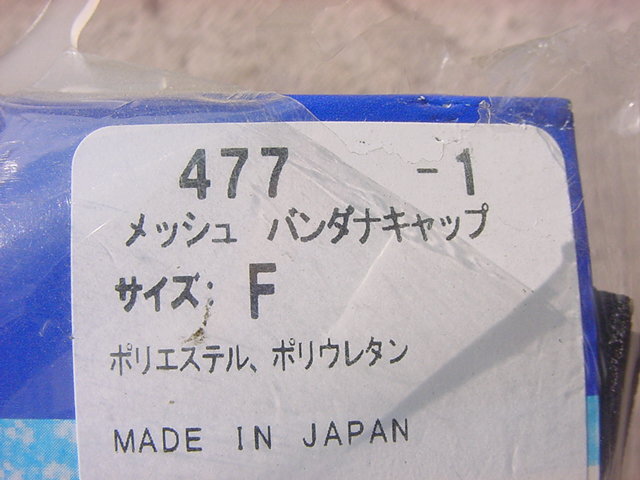 477 -1
メッシュ バンダナキャップ
サイズ: F
ポリエステル、ポリウレタン
MADE IN JAPAN